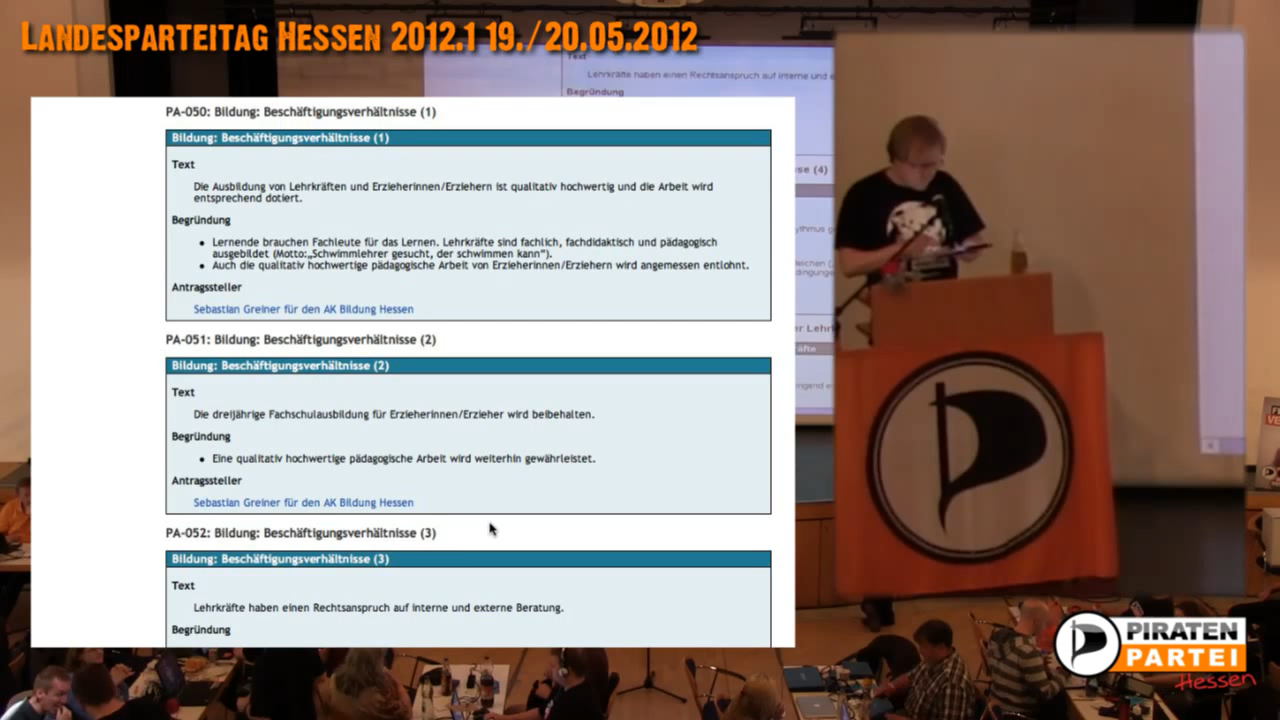 LANDESPARTEITAG HESSEN 2012.1 19./20.05.2012
Text
Lehrkräfte haben einen Rechtsanspruch auf interne und e
Begründung
PA-050: Bildung: Beschäftigungsverhältnisse (1)
Bildung: Beschäftigungsverhältnisse (1)
Text
Die Ausbildung von Lehrkräften und Erzieherinnen/Erziehern ist qualitativ hochwertig und die Arbeit wird
entsprechend dotiert.
Begründung
• Lernende brauchen Fachleute für das Lernen. Lehrkräfte sind fachlich, fachdidaktisch und pädagogisch
ausgebildet (Motto:„Schwimmlehrer gesucht, der schwimmen kann“).
• Auch die qualitativ hochwertige pädagogische Arbeit von Erzieherinnen/Erziehern wird angemessen entlohnt.
Antragssteller
Sebastian Greiner für den AK Bildung Hessen
PA-051: Bildung: Beschäftigungsverhältnisse (2)
Bildung: Beschäftigungsverhältnisse (2)
Text
Die dreijährige Fachschulausbildung für Erzieherinnen/Erzieher wird beibehalten.
Begründung
• Eine qualitativ hochwertige pädagogische Arbeit wird weiterhin gewährleistet.
Antragssteller
Sebastian Greiner für den AK Bildung Hessen
PA-052: Bildung: Beschäftigungsverhältnisse (3)
Bildung: Beschäftigungsverhältnisse (3)
Text
Lehrkräfte haben einen Rechtsanspruch auf interne und externe Beratung.
Begründung
se (4)
PIRATEN
PARTEI
Hessen